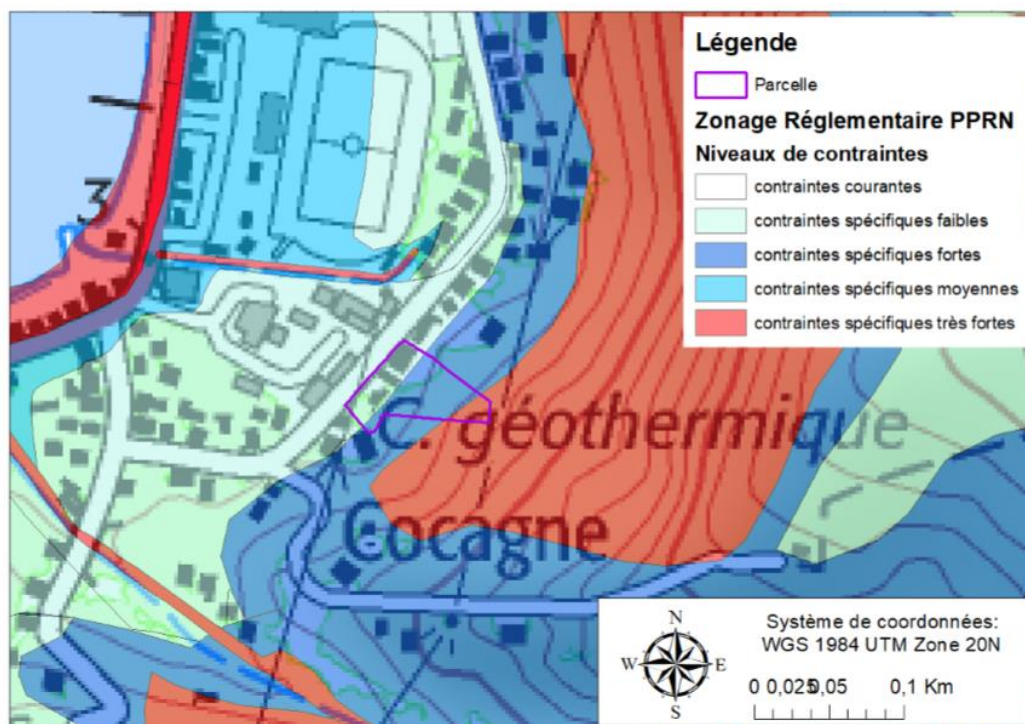 Légende
Parcelle
Zonage Réglementaire PPRN
Niveaux de contraintes
contraintes courantes
contraintes spécifiques faibles
contraintes spécifiques fortes
contraintes spécifiques moyennes
contraintes spécifiques très fortes
3
C. géothermique
Cocagne
N
W E
S
Système de coordonnées:
WGS 1984 UTM Zone 20N
0 0,025 0,05 0,1 Km